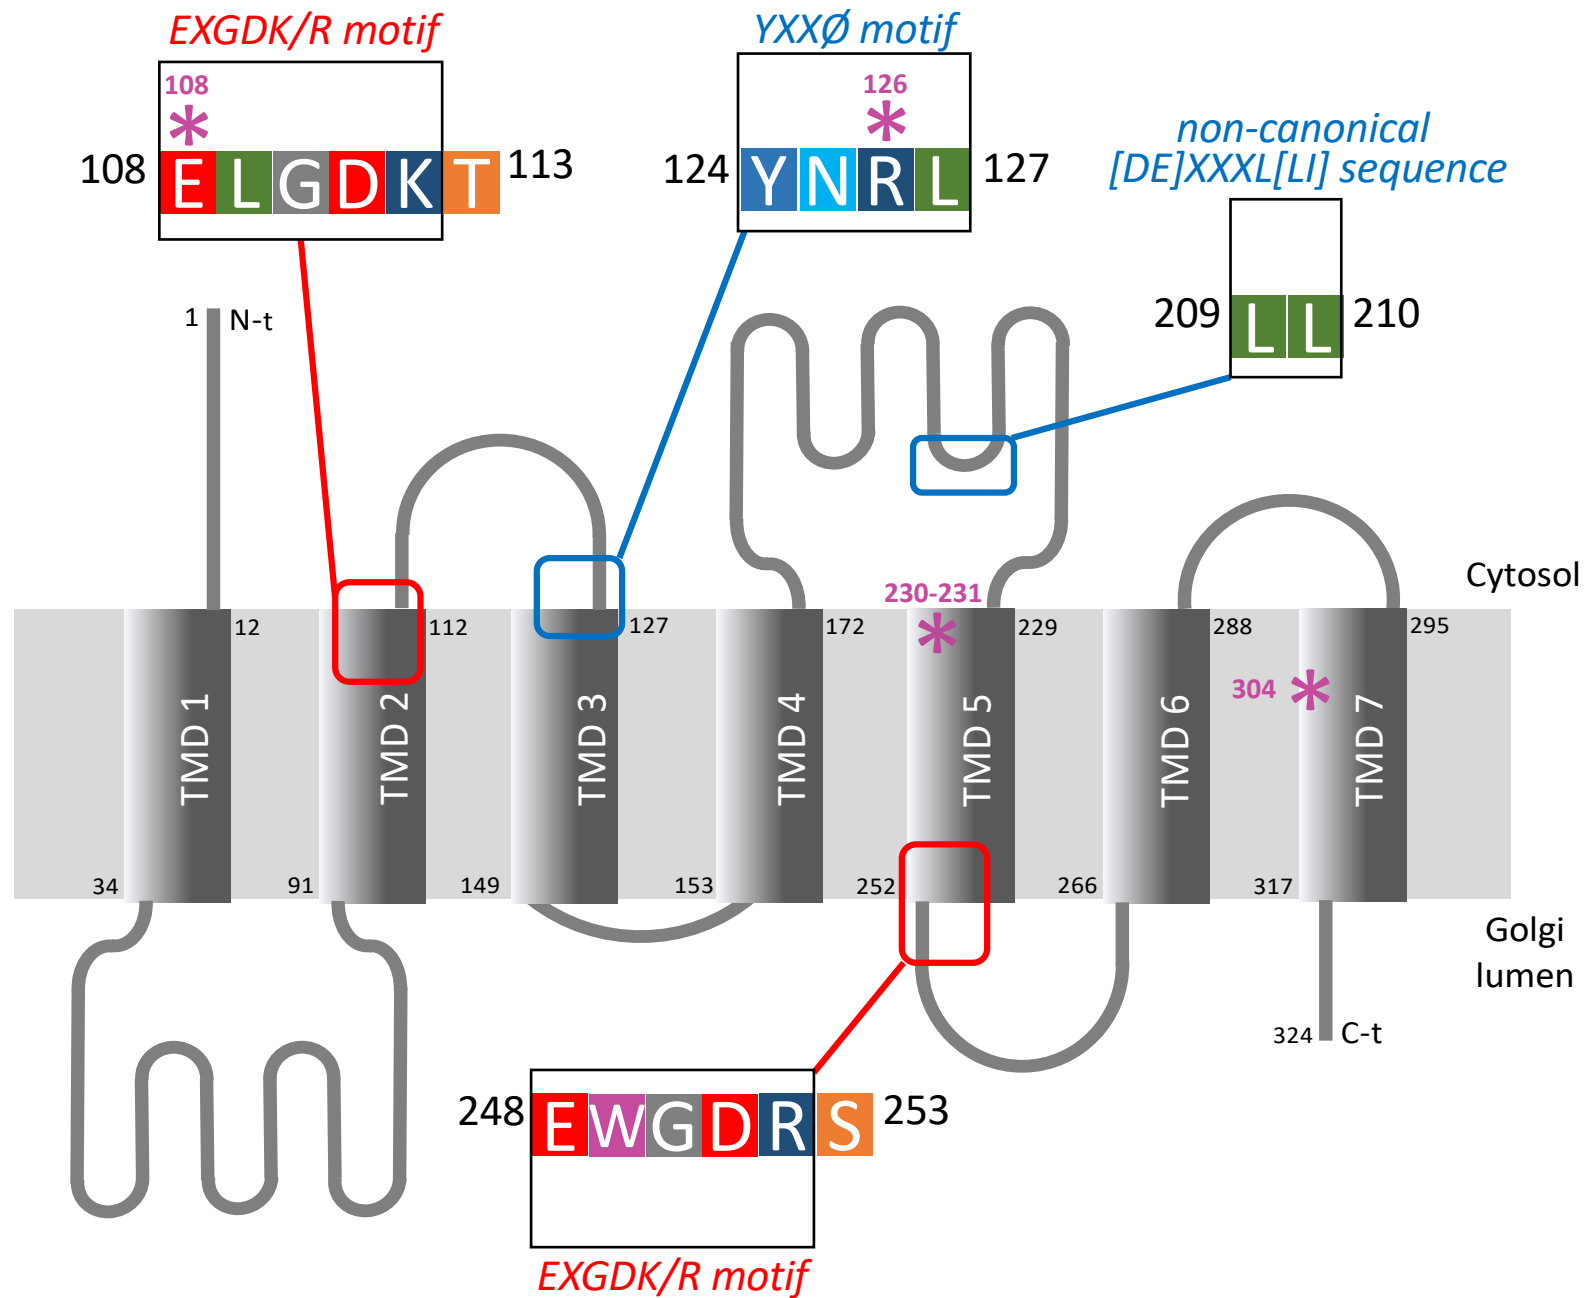 EXGDK/R motif
YXXØ motif
108
126
non-canonical
[DE]XXXL[LI] sequence
108 E L G D K T 113
124 Y N R L 127
209 L L 210
1 N-t
Cytosol
230-231
12
112
127
172
229
288
295
304
TMD 1
TMD 2
TMD 3
TMD 4
TMD 5
TMD 6
TMD 7
34
91
149
153
252
266
317
Golgi
lumen
324 C-t
248 E W G D R S 253
EXGDK/R motif